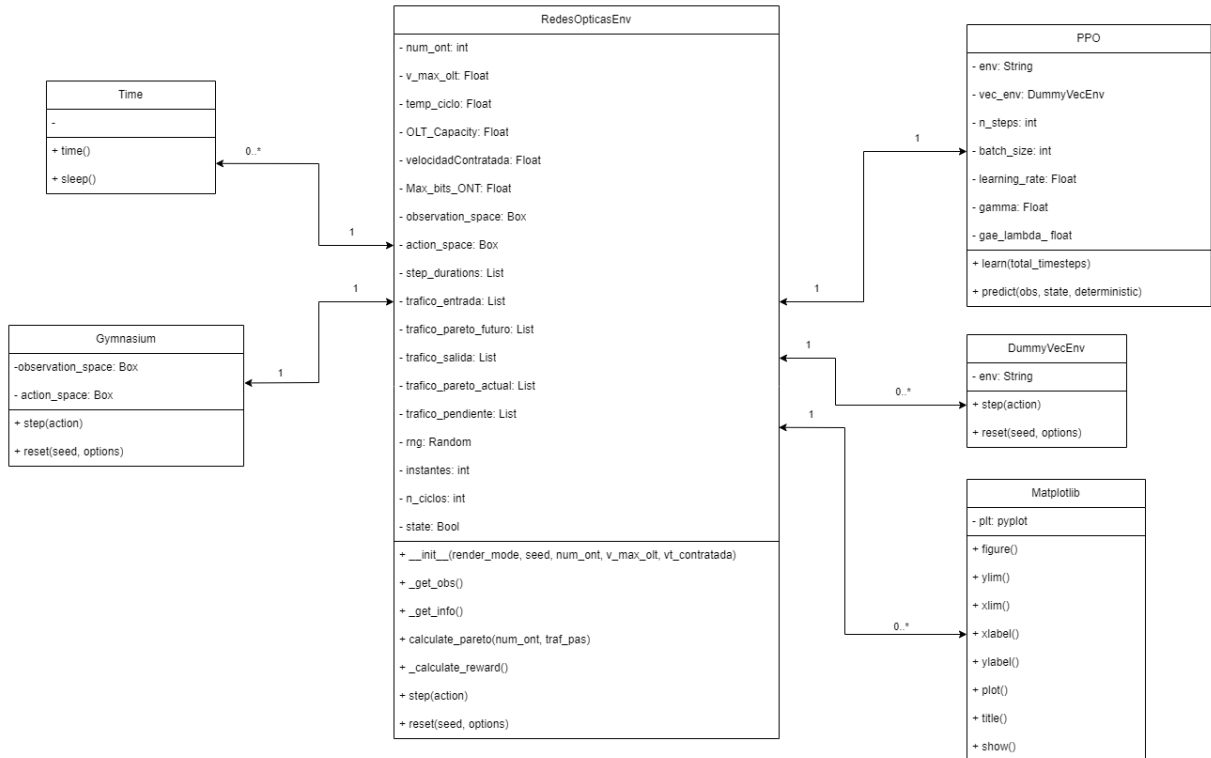 Time
-
+ time()
+ sleep()
0..*
1
Gymnasium
-observation_space: Box
- action_space: Box
+ step(action)
+ reset(seed, options)
1
1
RedesOpticasEnv
- num_ont: int
- v_max_olt: Float
- temp_ciclo: Float
- OLT_Capacity: Float
- velocidadContratada: Float
- Max_bits_ONT: Float
- observation_space: Box
- action_space: Box
- step_durations: List
- trafico_entrada: List
- trafico_pareto_futuro: List
- trafico_salida: List
- trafico_pareto_actual: List
- trafico_pendiente: List
- rng: Random
- instantes: int
- n_ciclos: int
- state: Bool
+ __init__(render_mode, seed, num_ont, v_max_olt, vt_contratada)
+ _get_obs()
+ _get_info()
+ calculate_pareto(num_ont, traf_pas)
+ _calculate_reward()
+ step(action)
+ reset(seed, options)
1
1
PPO
- env: String
- vec_env: DummyVecEnv
- n_steps: int
- batch_size: int
- learning_rate: Float
- gamma: Float
- gae_lambda_ float
+ learn(total_timesteps)
+ predict(obs, state, deterministic)
1
0..*
DummyVecEnv
- env: String
+ step(action)
+ reset(seed, options)
1
0..*
Matplotlib
- plt: pyplot
+ figure()
+ ylim()
+ xlim()
+ xlabel()
+ ylabel()
+ plot()
+ title()
+ show()